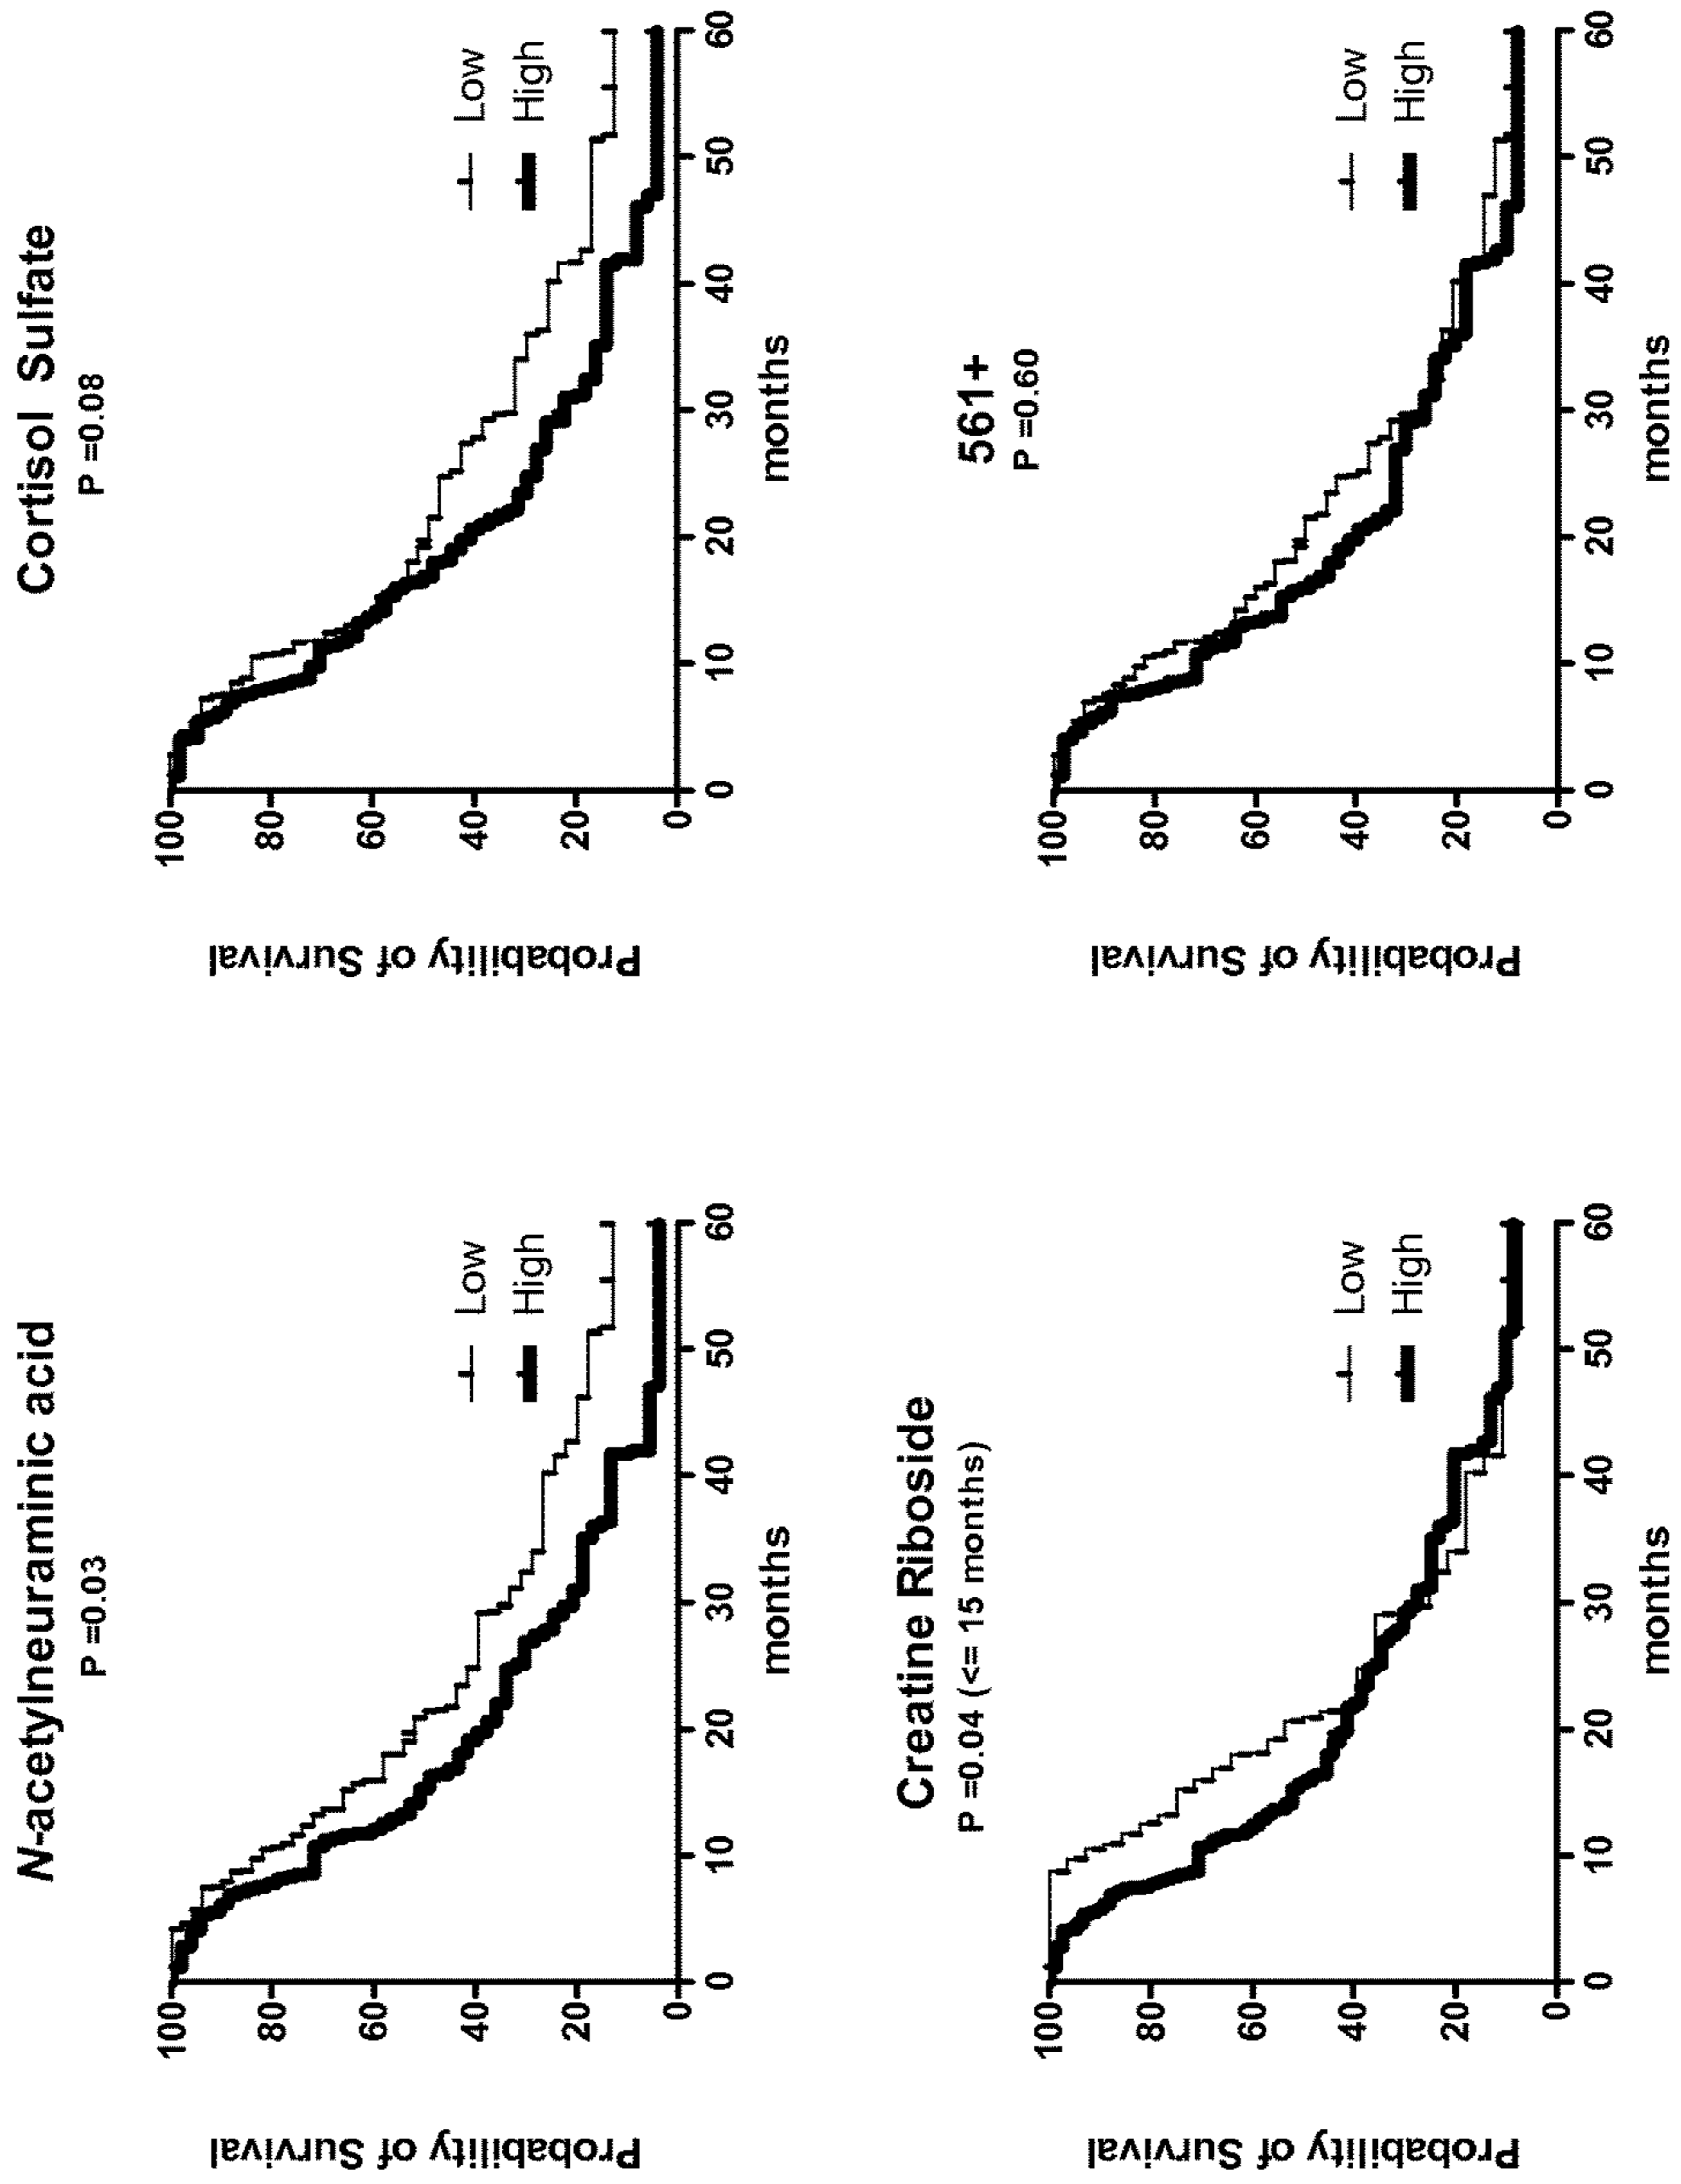 N-acetylneuraminic acid
P =0.03
Probability of Survival
100
80
60
40
20
0
0 10 20 30 40 50 60
months
Low
High
Cortisol Sulfate
P =0.08
Probability of Survival
100
80
60
40
20
0
0 10 20 30 40 50 60
months
Low
High
Creatine Riboside
P =0.04 (<= 15 months)
Probability of Survival
100
80
60
40
20
0
0 10 20 30 40 50 60
months
Low
High
561+
P =0.60
Probability of Survival
100
80
60
40
20
0
0 10 20 30 40 50 60
months
Low
High